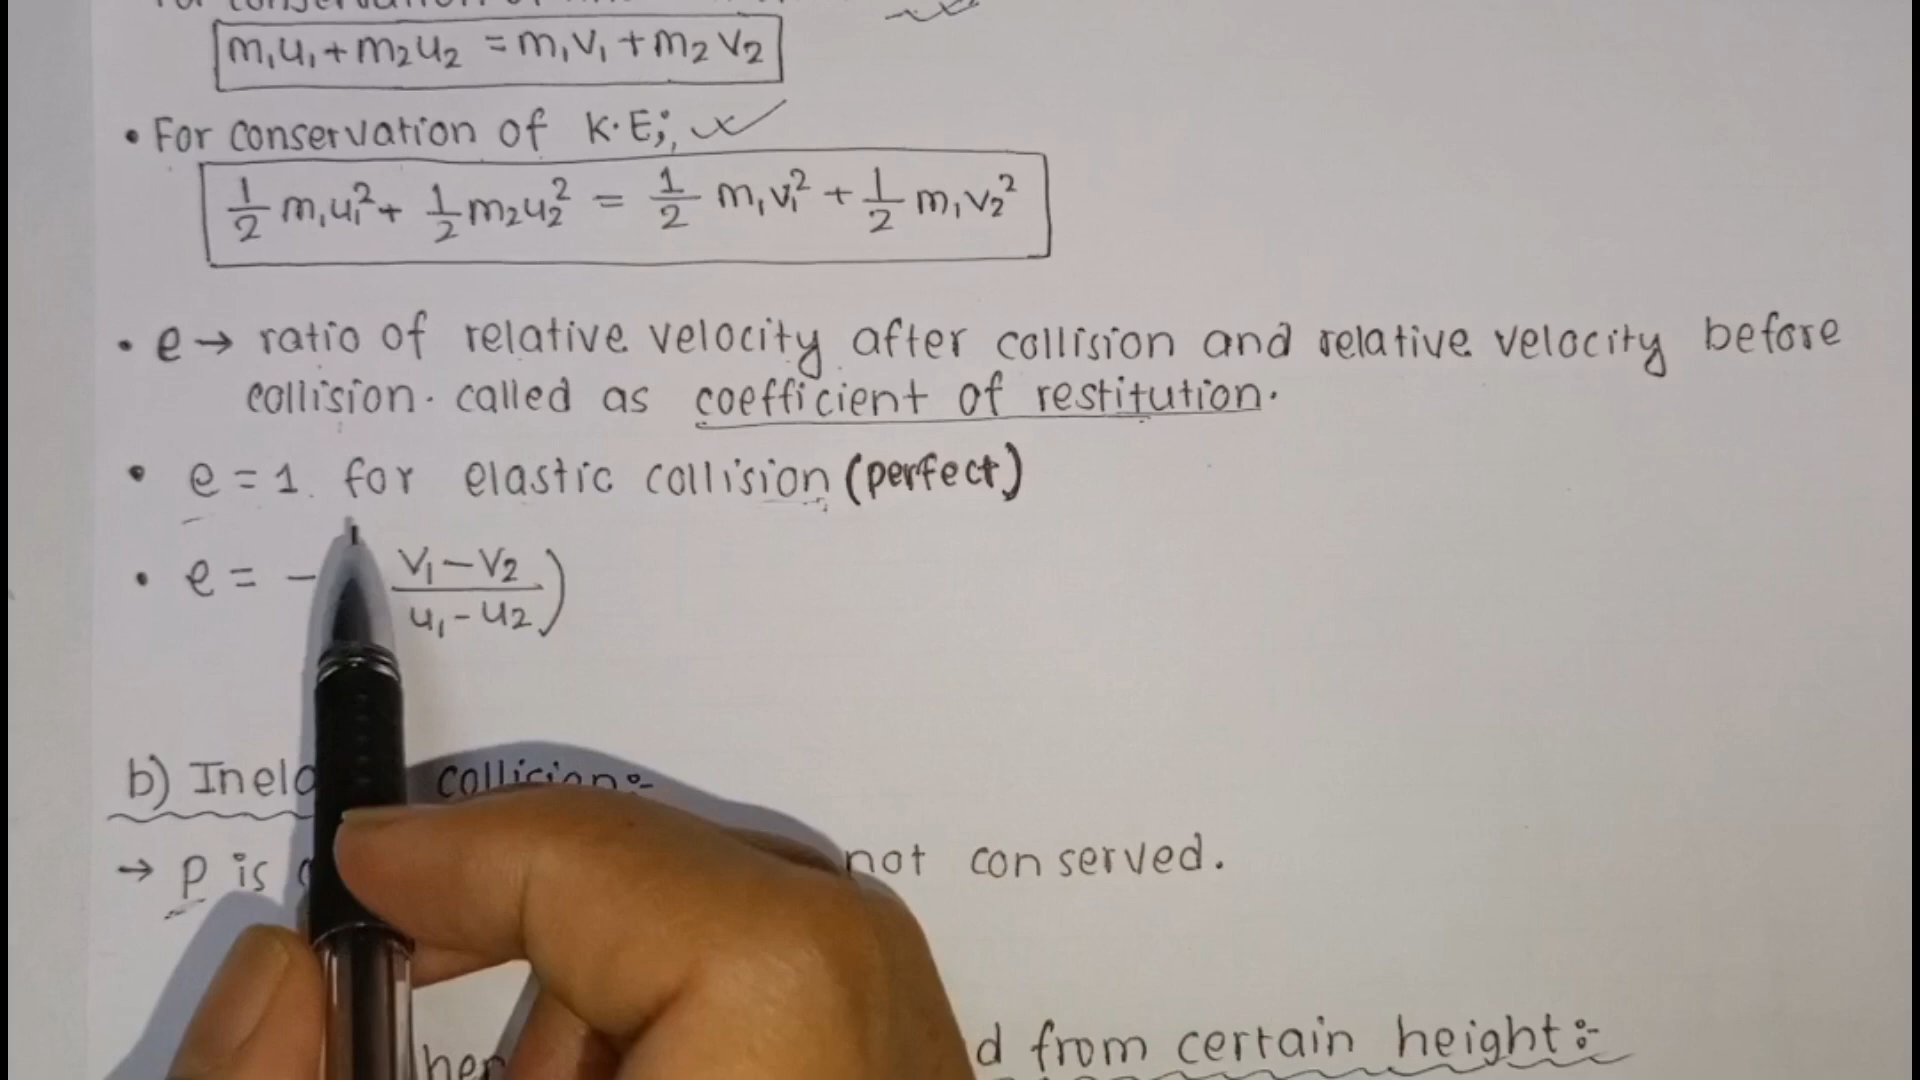 m₁u₁ + m₂u₂ = m₁v₁ + m₂v₂
• For conservation of K.E;
1/2 m₁u₁² + 1/2 m₂u₂² = 1/2 m₁v₁² + 1/2 m₁v₂²
• e → ratio of relative velocity after collision and relative velocity before
collision. called as coefficient of restitution.
• e = 1 for elastic collision (perfect)
• e = - v₁ - v₂ / u₁ - u₂ )
b) collision:-
→ p is not conserved.
from certain height:-